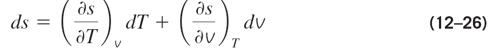 ds = (∂s/∂T)_v dT + (∂s/∂v)_T dv (12–26)